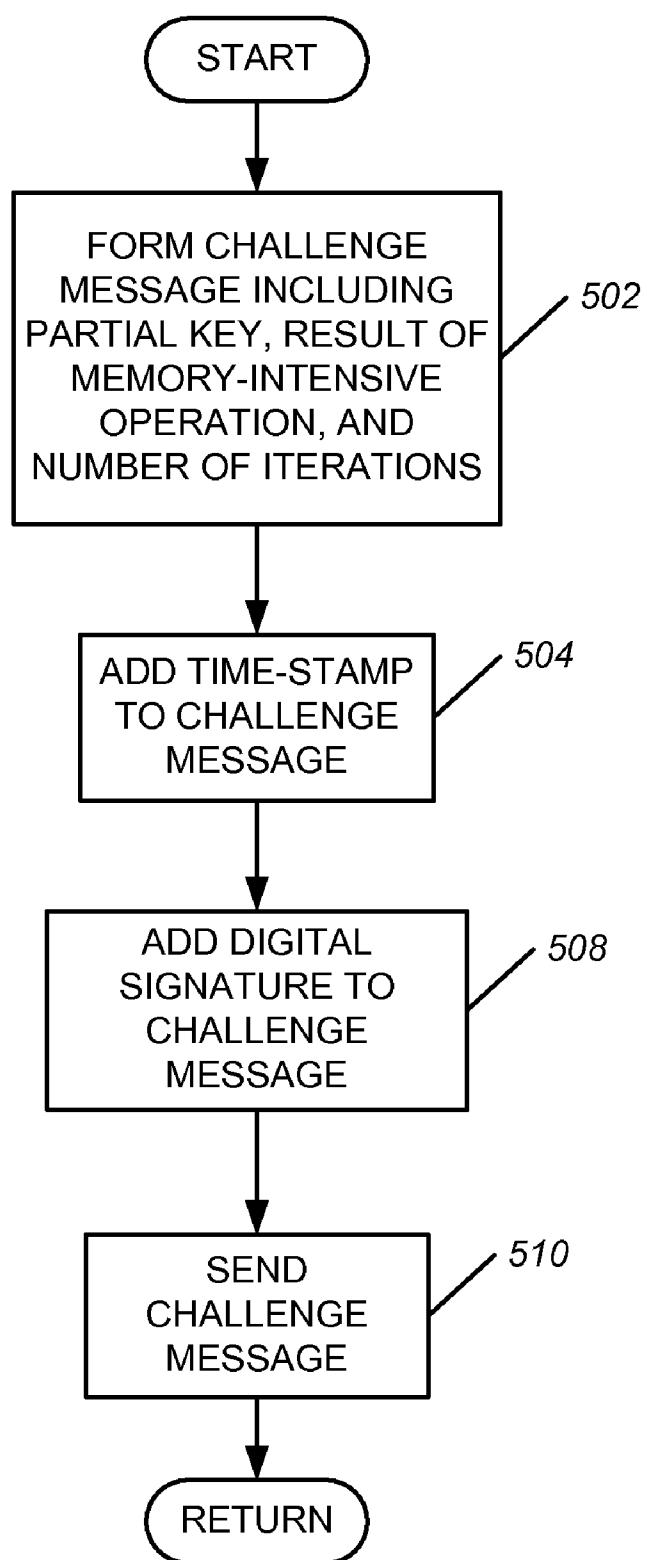 START
FORM CHALLENGE
MESSAGE INCLUDING
PARTIAL KEY, RESULT OF
MEMORY-INTENSIVE
OPERATION, AND
NUMBER OF ITERATIONS
502
ADD TIME-STAMP
TO CHALLENGE
MESSAGE
504
ADD DIGITAL
SIGNATURE TO
CHALLENGE
MESSAGE
508
SEND
CHALLENGE
MESSAGE
510
RETURN